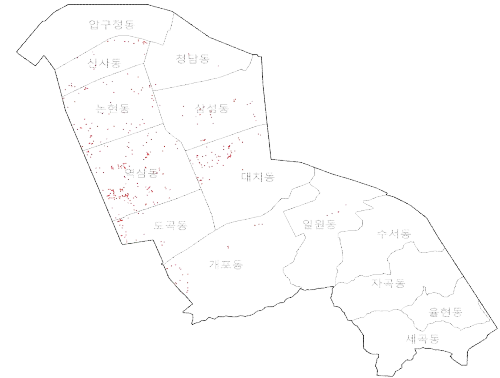 압구정동
신사동
청담동
논현동
삼성동
역삼동
대치동
도곡동
일원동
수서동
개포동
자곡동
율현동
세곡동